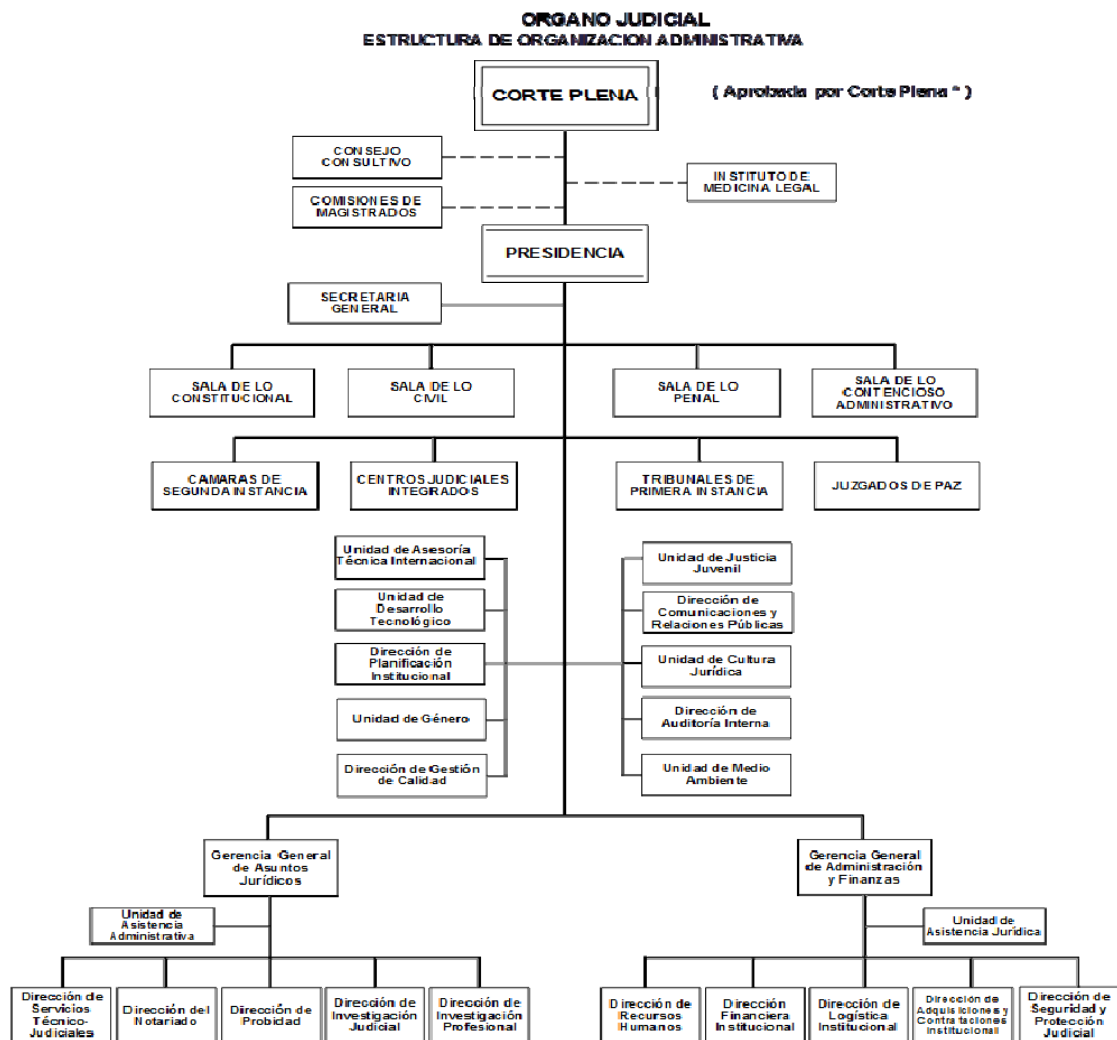 ORGANO JUDICIAL
ESTRUCTURA DE ORGANIZACION ADMINISTRATIVA
CORTE PLENA
( Aprobada por Corte Plena * )
CONSEJO
CONSULTIVO
INSTITUTO DE
MEDICINA LEGAL
COMISIONES DE
MAGISTRADOS
PRESIDENCIA
SECRETARIA
GENERAL
SALA DE LO
CONSTITUCIONAL
SALA DE LO
CIVIL
SALA DE LO
PENAL
SALA DE LO
CONTENCIOSO
ADMINISTRATIVO
CAMARAS DE
SEGUNDA INSTANCIA
CENTROS JUDICIALES
INTEGRADOS
TRIBUNALES DE
PRIMERA INSTANCIA
JUZGADOS DE PAZ
Unidad de Asesoría
Técnica Internacional
Unidad de Justicia
Juvenil
Unidad de
Desarrollo
Tecnológico
Dirección de
Comunicaciones y
Relaciones Públicas
Dirección de
Planificación
Institucional
Unidad de Cultura
Jurídica
Unidad de Género
Dirección de
Auditoría Interna
Dirección de Gestión
de Calidad
Unidad de Medio
Ambiente
Gerencia General
de Asuntos
Jurídicos
Gerencia General
de Administración
y Finanzas
Unidad de
Asistencia
Administrativa
Unidad de
Asistencia Jurídica
Dirección de
Servicios
Técnico-
Judiciales
Dirección del
Notariado
Dirección de
Probidad
Dirección de
Investigación
Judicial
Dirección de
Investigación
Profesional
Dirección de
Recursos
Humanos
Dirección
Financiera
Institucional
Dirección de
Logística
Institucional
Dirección de
Adquisiciones y
Contrataciones
Institucional
Dirección de
Seguridad y
Protección
Judicial